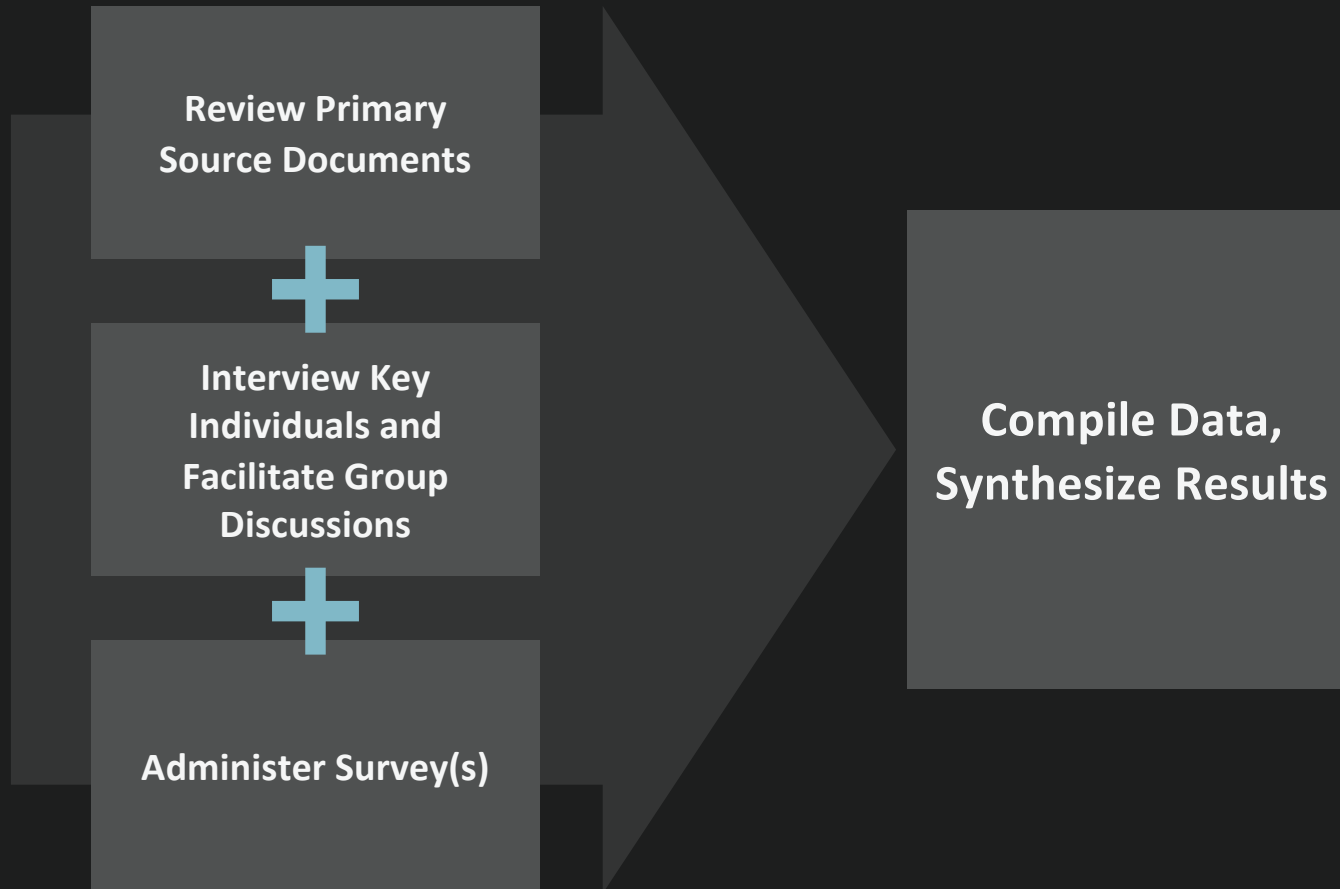 Review Primary
Source Documents
Interview Key
Individuals and
Facilitate Group
Discussions
Administer Survey(s)
Compile Data,
Synthesize Results